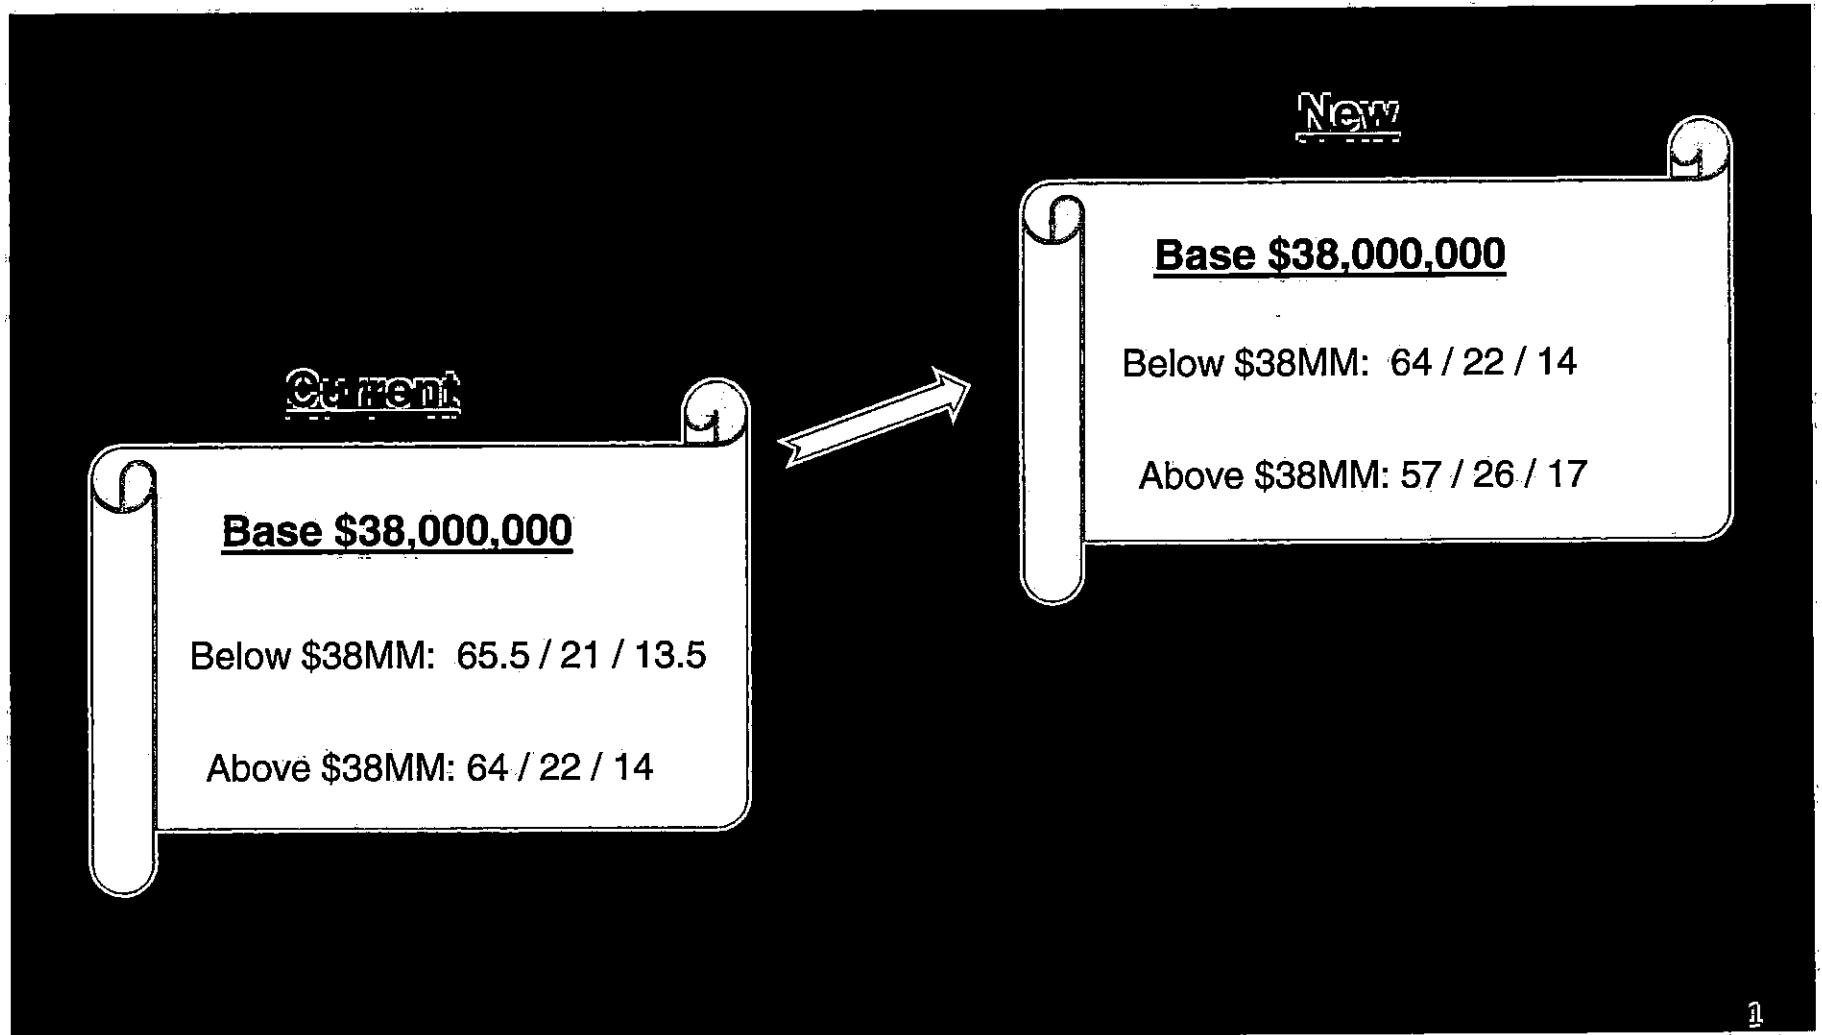 New
Base $38,000,000
Below $38MM: 64 / 22 / 14
Above $38MM: 57 / 26 / 17
Current
Base $38,000,000
Below $38MM: 65.5 / 21 / 13.5
Above $38MM: 64 / 22 / 14
1